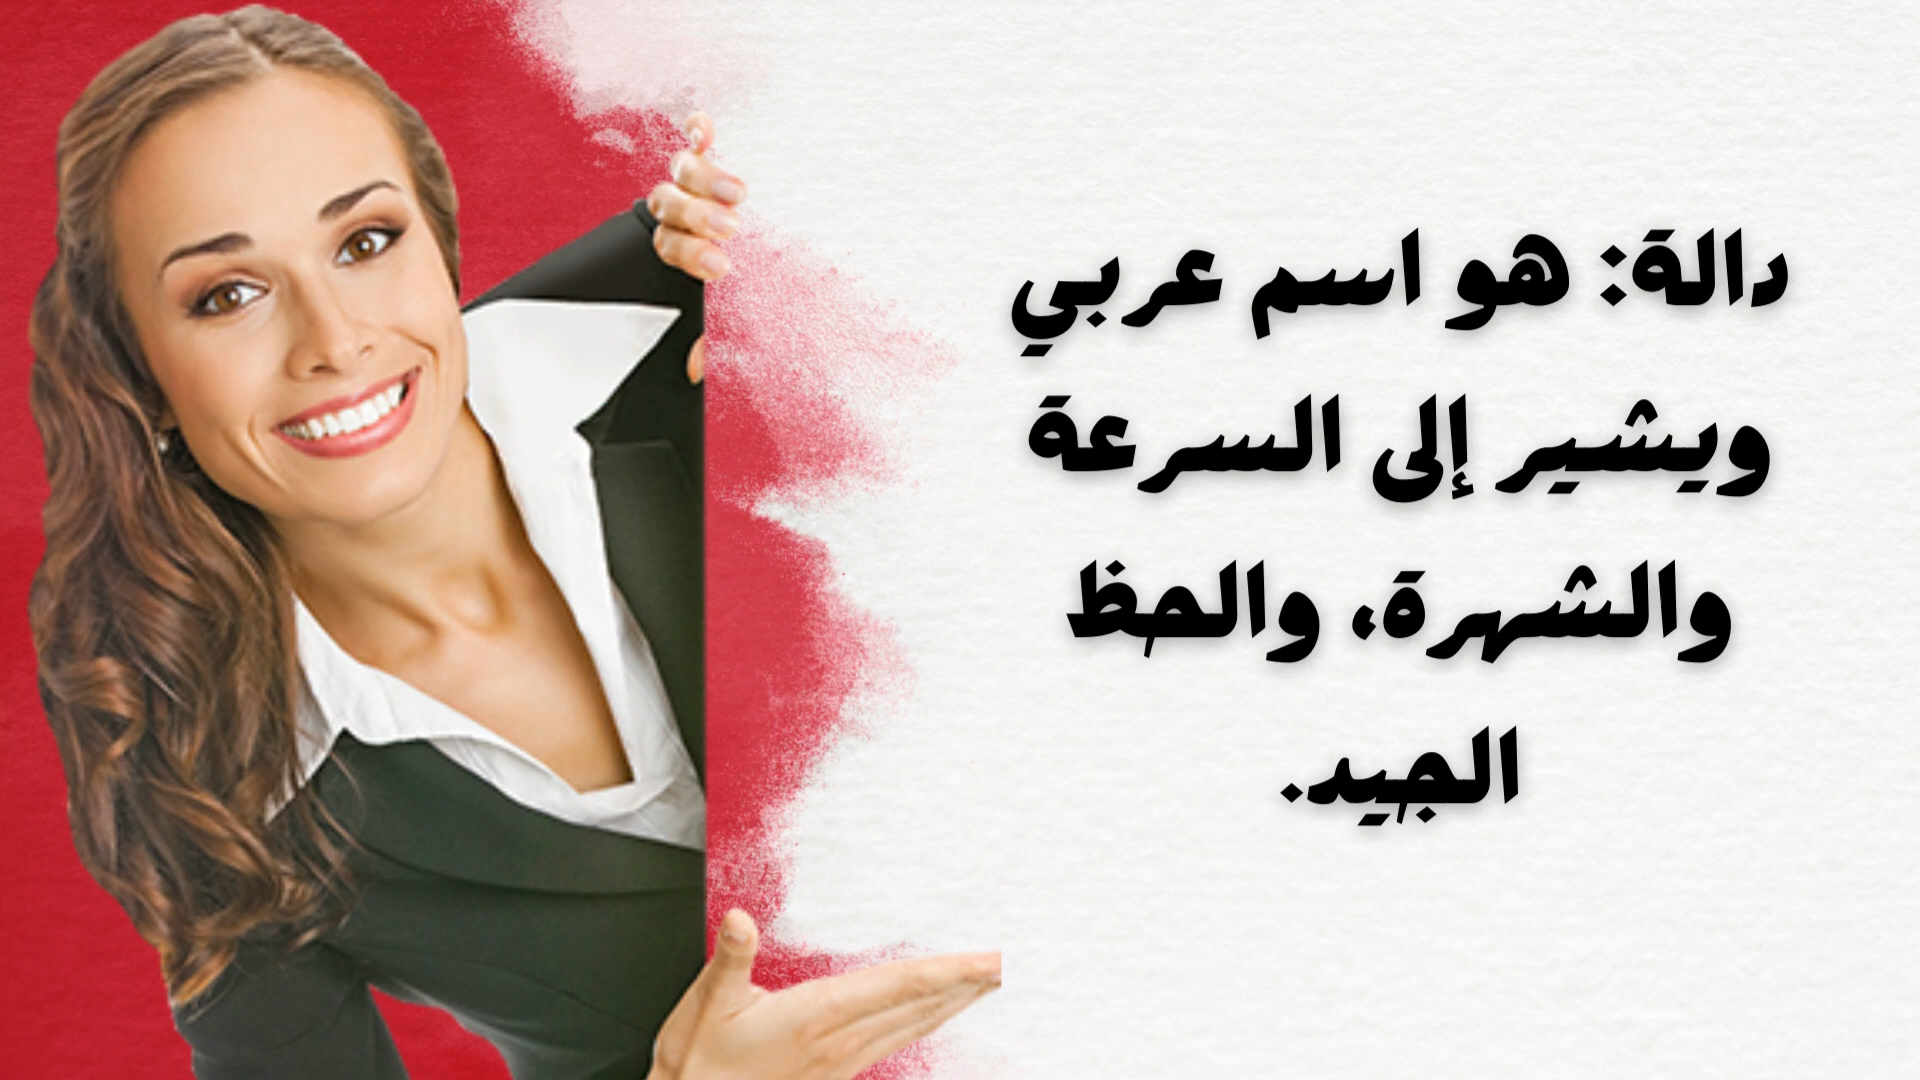 دالة: هو اسم عربي
ويشير إلى السرعة
والشهرة، والحظ
الجيد.